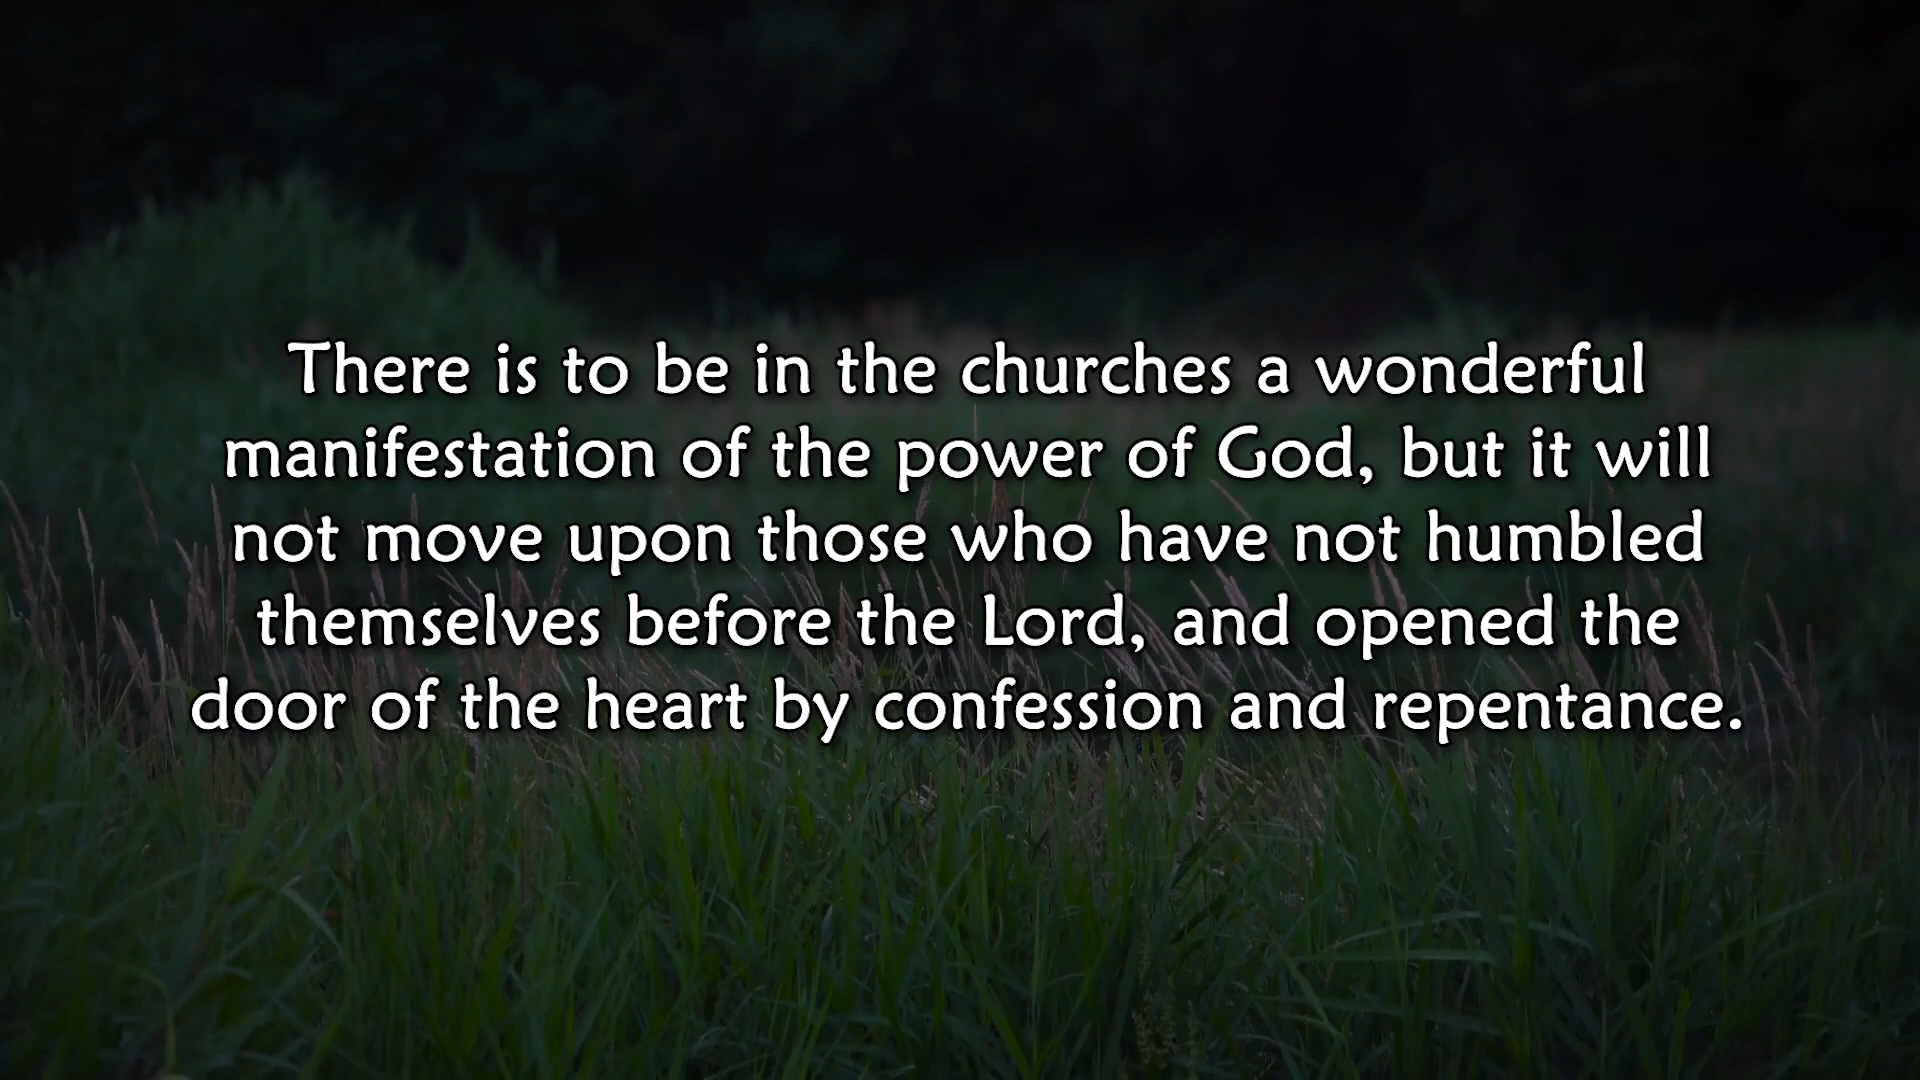 There is to be in the churches a wonderful
manifestation of the power of God, but it will
not move upon those who have not humbled
themselves before the Lord, and opened the
door of the heart by confession and repentance.